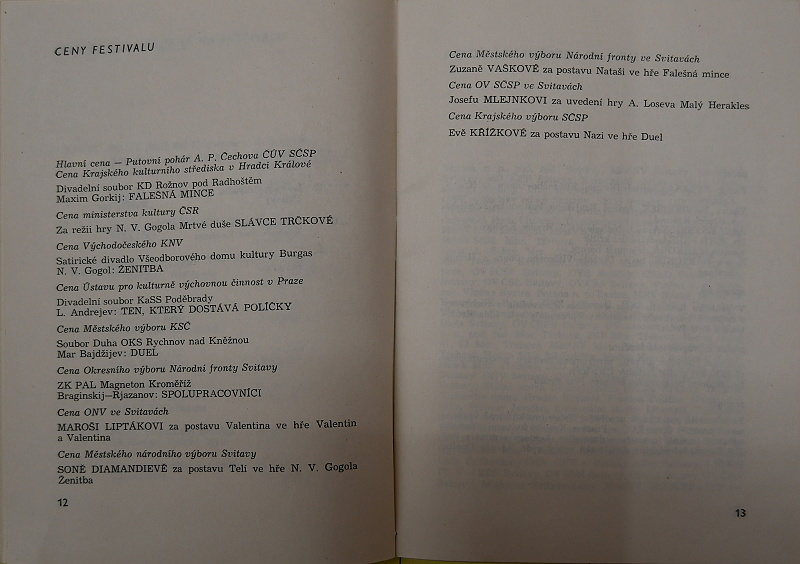 CENY FESTIVALU
Hlavní cena — Putovní pohár A. P. Čechova ČÚV SČSP
Cena Krajského kulturního střediska v Hradci Králové
Divadelní soubor KD Rožnov pod Radhoštěm
Maxim Gorkij: FALEŠNÁ MINCE
Cena ministerstva kultury ČSR
Za režii hry N. V. Gogola Mrtvé duše SLÁVCE TRČKOVÉ
Cena Východočeského KNV
Satirické divadlo Všeodborového domu kultury Burgas
N. V. Gogol: ŽENITBA
Cena Ústavu pro kulturně výchovnou činnost v Praze
Divadelní soubor KaSS Poděbrady
L. Andrejev: TEN, KTERÝ DOSTÁVÁ POLÍČKY
Cena Městského výboru KSČ
Soubor Duha OKS Rychnov nad Kněžnou
Mar Bajdžijev: DUEL
Cena Okresního výboru Národní fronty Svitavy
ZK PAL Magneton Kroměříž
Braginskij—Rjazanov: SPOLUPRACOVNÍCI
Cena ONV ve Svitavách
MAROŠI LIPTÁKOVI za postavu Valentina ve hře Valentin
a Valentina
Cena Městského národního výboru Svitavy
SONĚ DIAMANDIEVĚ za postavu Telí ve hře N. V. Gogola
Ženitba
12
Cena Městského výboru Národní fronty ve Svitavách
Zuzaně VAŠKOVÉ za postavu Nataši ve hře Falešná mince
Cena OV SČSP ve Svitavách
Josefu MLEJNKOVI za uvedení hry A. Loseva Malý Herakles
Cena Krajského výboru SČSP
Evě KŘÍŽKOVÉ za postavu Nazi ve hře Duel
13